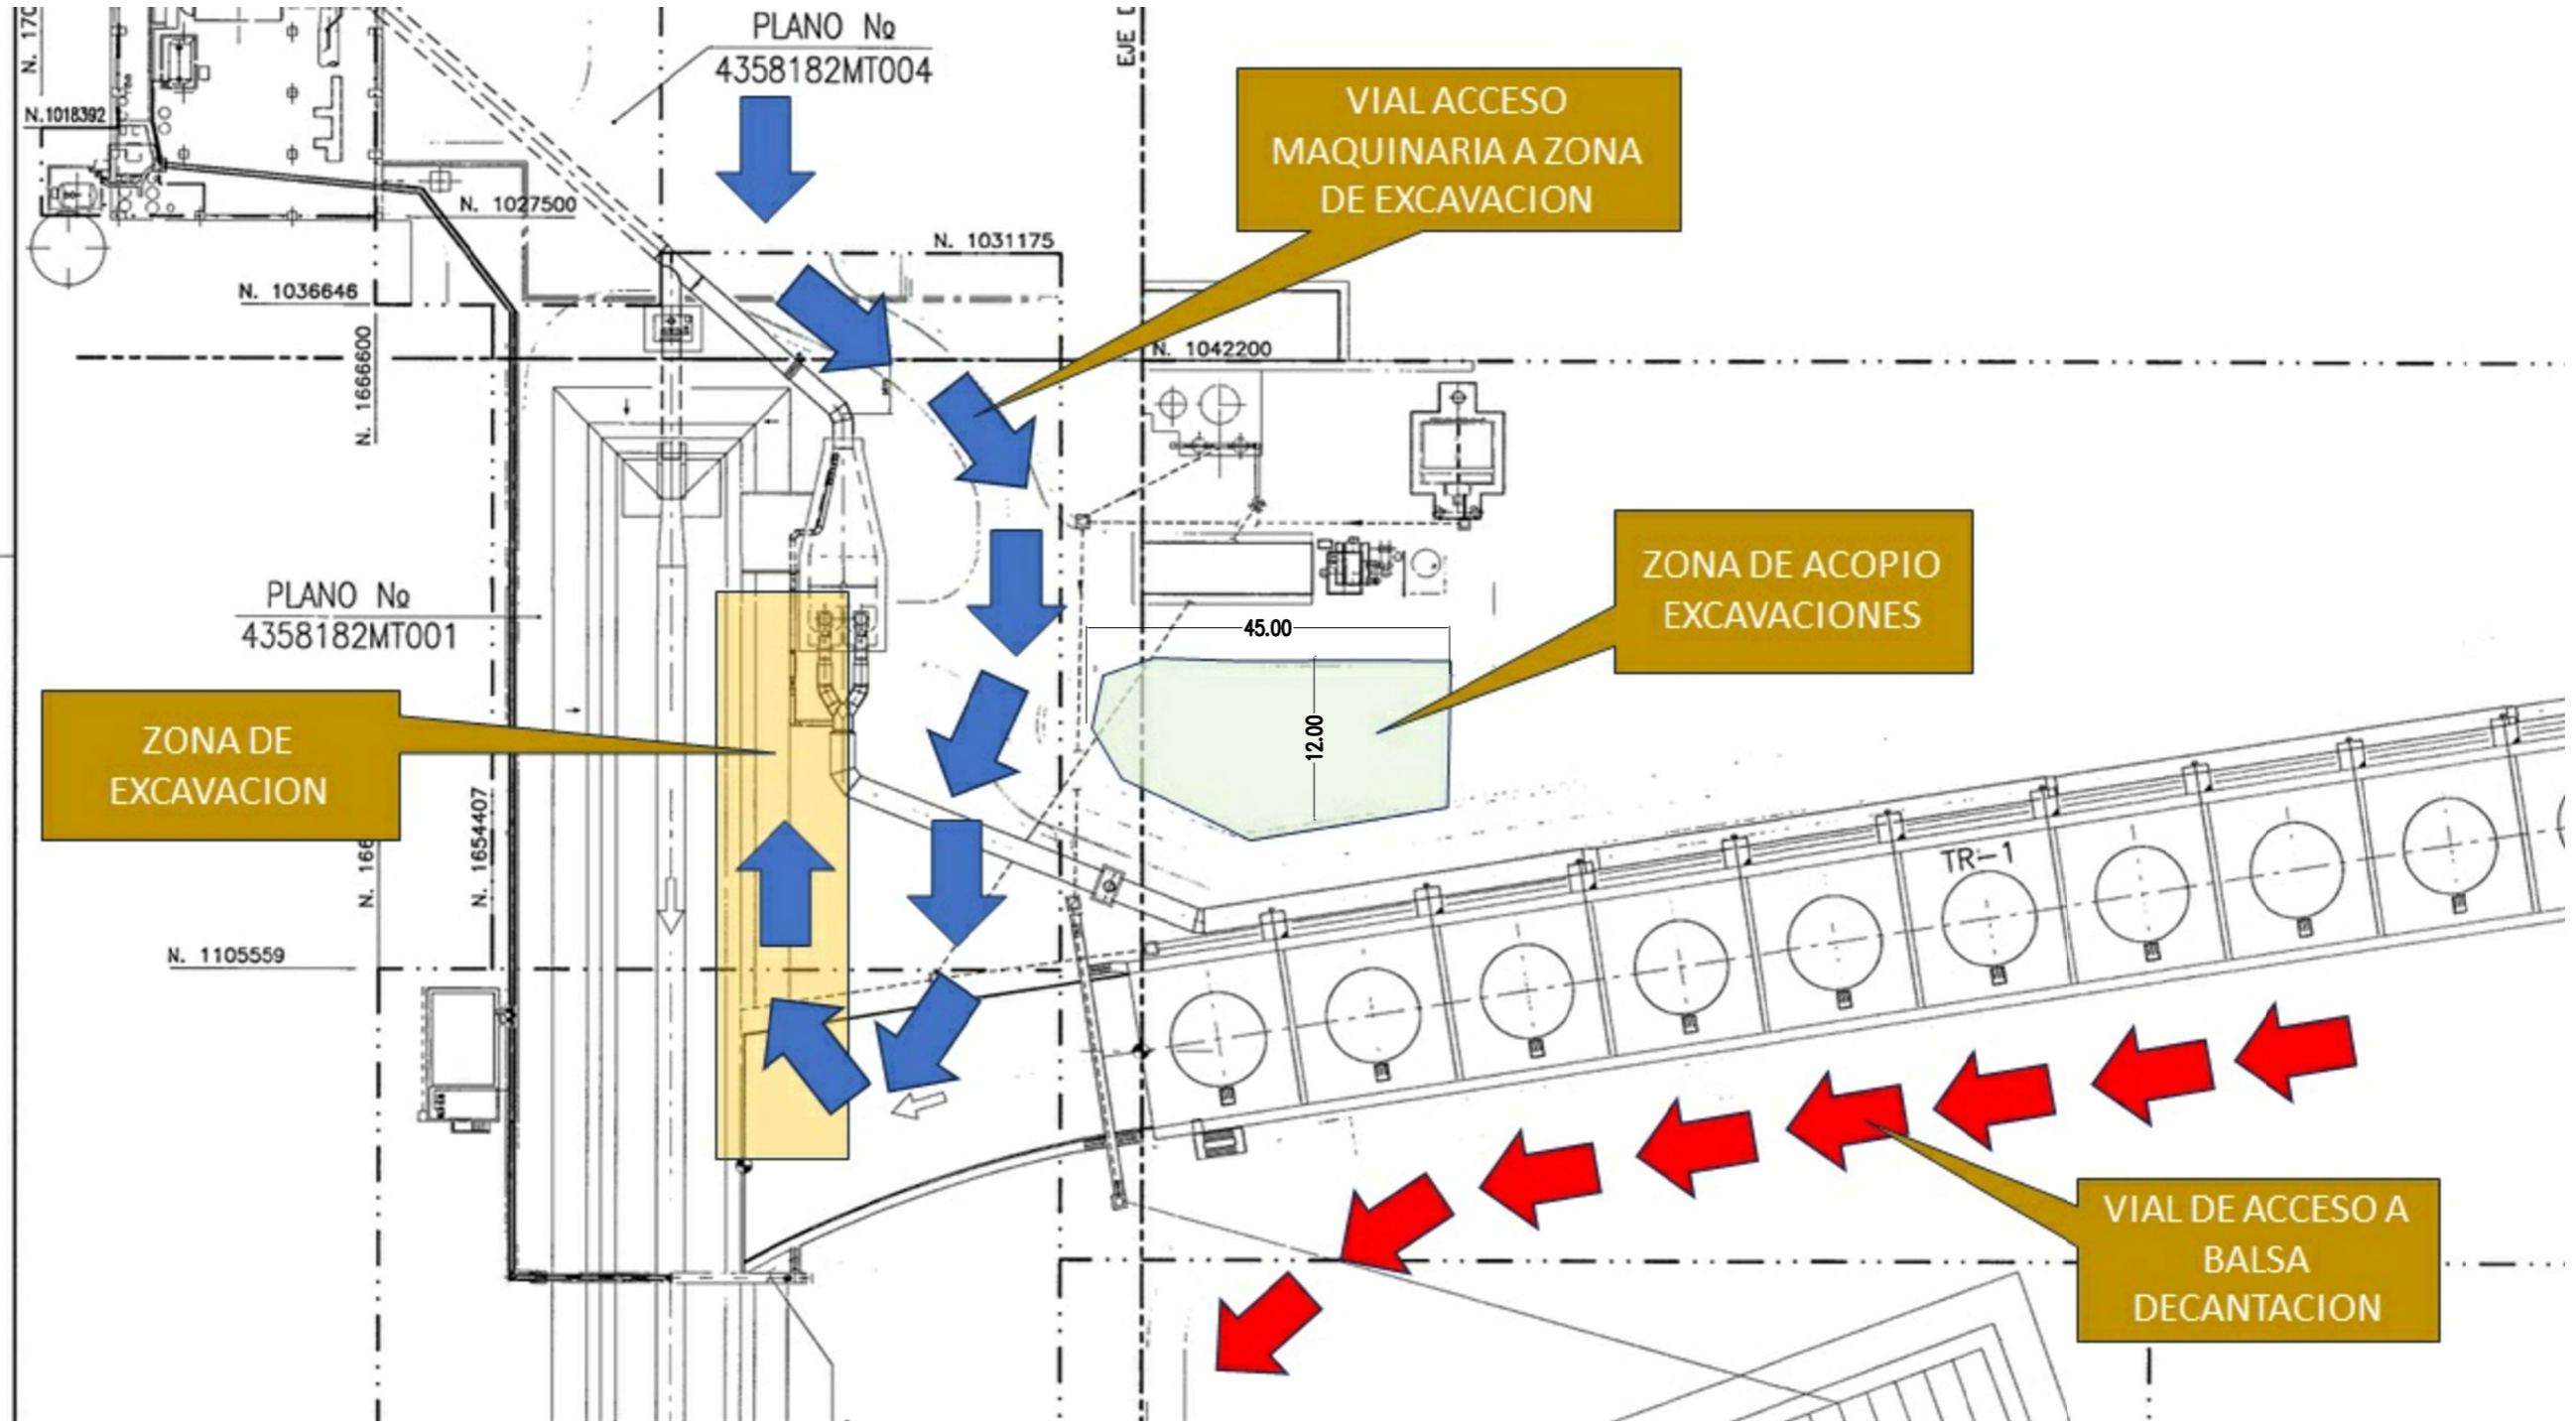 PLANO Nº
4358182MT004
N.1018392
N. 1027500
N. 1031175
N. 1036646
N. 1666600
N. 1042200
VIAL ACCESO
MAQUINARIA A ZONA
DE EXCAVACION
ZONA DE ACOPIO
EXCAVACIONES
45.00
12.00
PLANO Nº
4358182MT001
ZONA DE
EXCAVACION
N. 1654407
N. 1105559
TR-1
VIAL DE ACCESO A
BALSA
DECANTACION